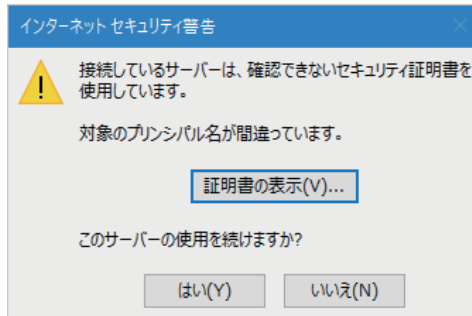 インターネット セキュリティ警告
接続しているサーバーは、確認できないセキュリティ証明書を
使用しています。
対象のプリンシパル名が間違っています。
証明書の表示(V)...
このサーバーの使用を続けますか?
はい(Y) いいえ(N)